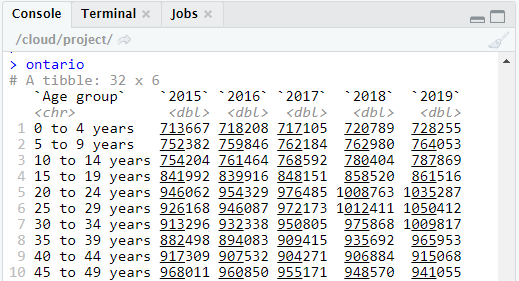 Console Terminal × Jobs ×
/cloud/project/
> ontario
# A tibble: 32 x 6
`Age group` `2015` `2016` `2017` `2018` `2019`
<chr> <dbl> <dbl> <dbl> <dbl> <dbl>
1 0 to 4 years 713667 718208 717105 720789 728255
2 5 to 9 years 752382 759846 762184 762980 764053
3 10 to 14 years 754204 761464 768592 780404 787869
4 15 to 19 years 841992 839916 848151 858520 861516
5 20 to 24 years 946062 954329 976485 1008763 1035287
6 25 to 29 years 926168 946087 972173 1012411 1050412
7 30 to 34 years 913296 932338 950805 975868 1009817
8 35 to 39 years 882498 894083 909415 935692 965953
9 40 to 44 years 917309 907532 904271 906884 915068
10 45 to 49 years 968011 960850 955171 948570 941055